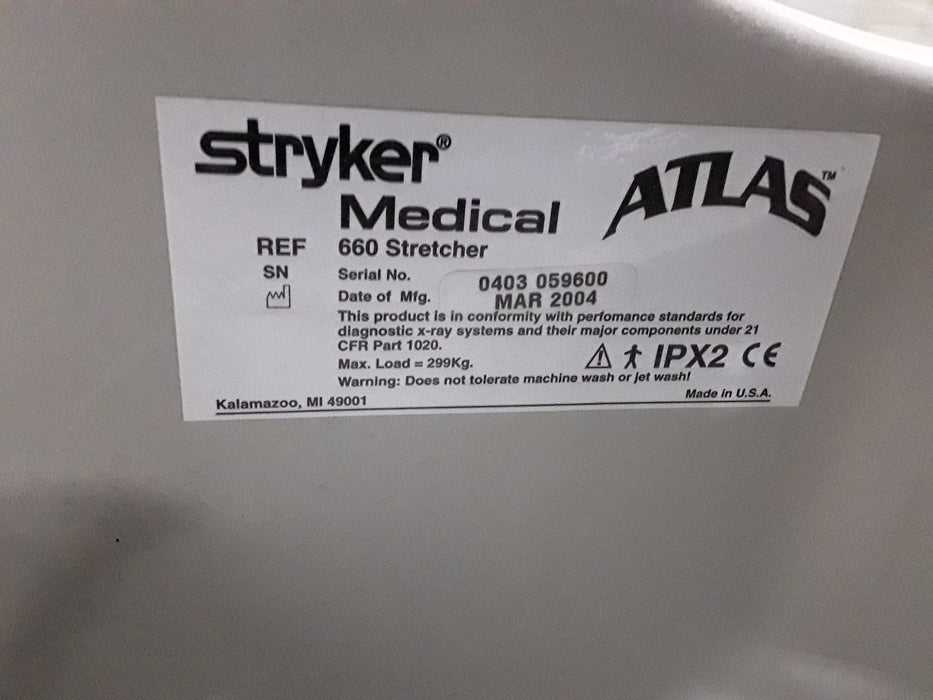 stryker®
Medical
ATLAS™
REF 660 Stretcher
SN Serial No. 0403 059600
Date of Mfg. MAR 2004
This product is in conformity with perfomance standards for
diagnostic x-ray systems and their major components under 21
CFR Part 1020.
IPX2 CE
Max. Load = 299Kg.
Warning: Does not tolerate machine wash or jet wash!
Kalamazoo, MI 49001
Made in U.S.A.